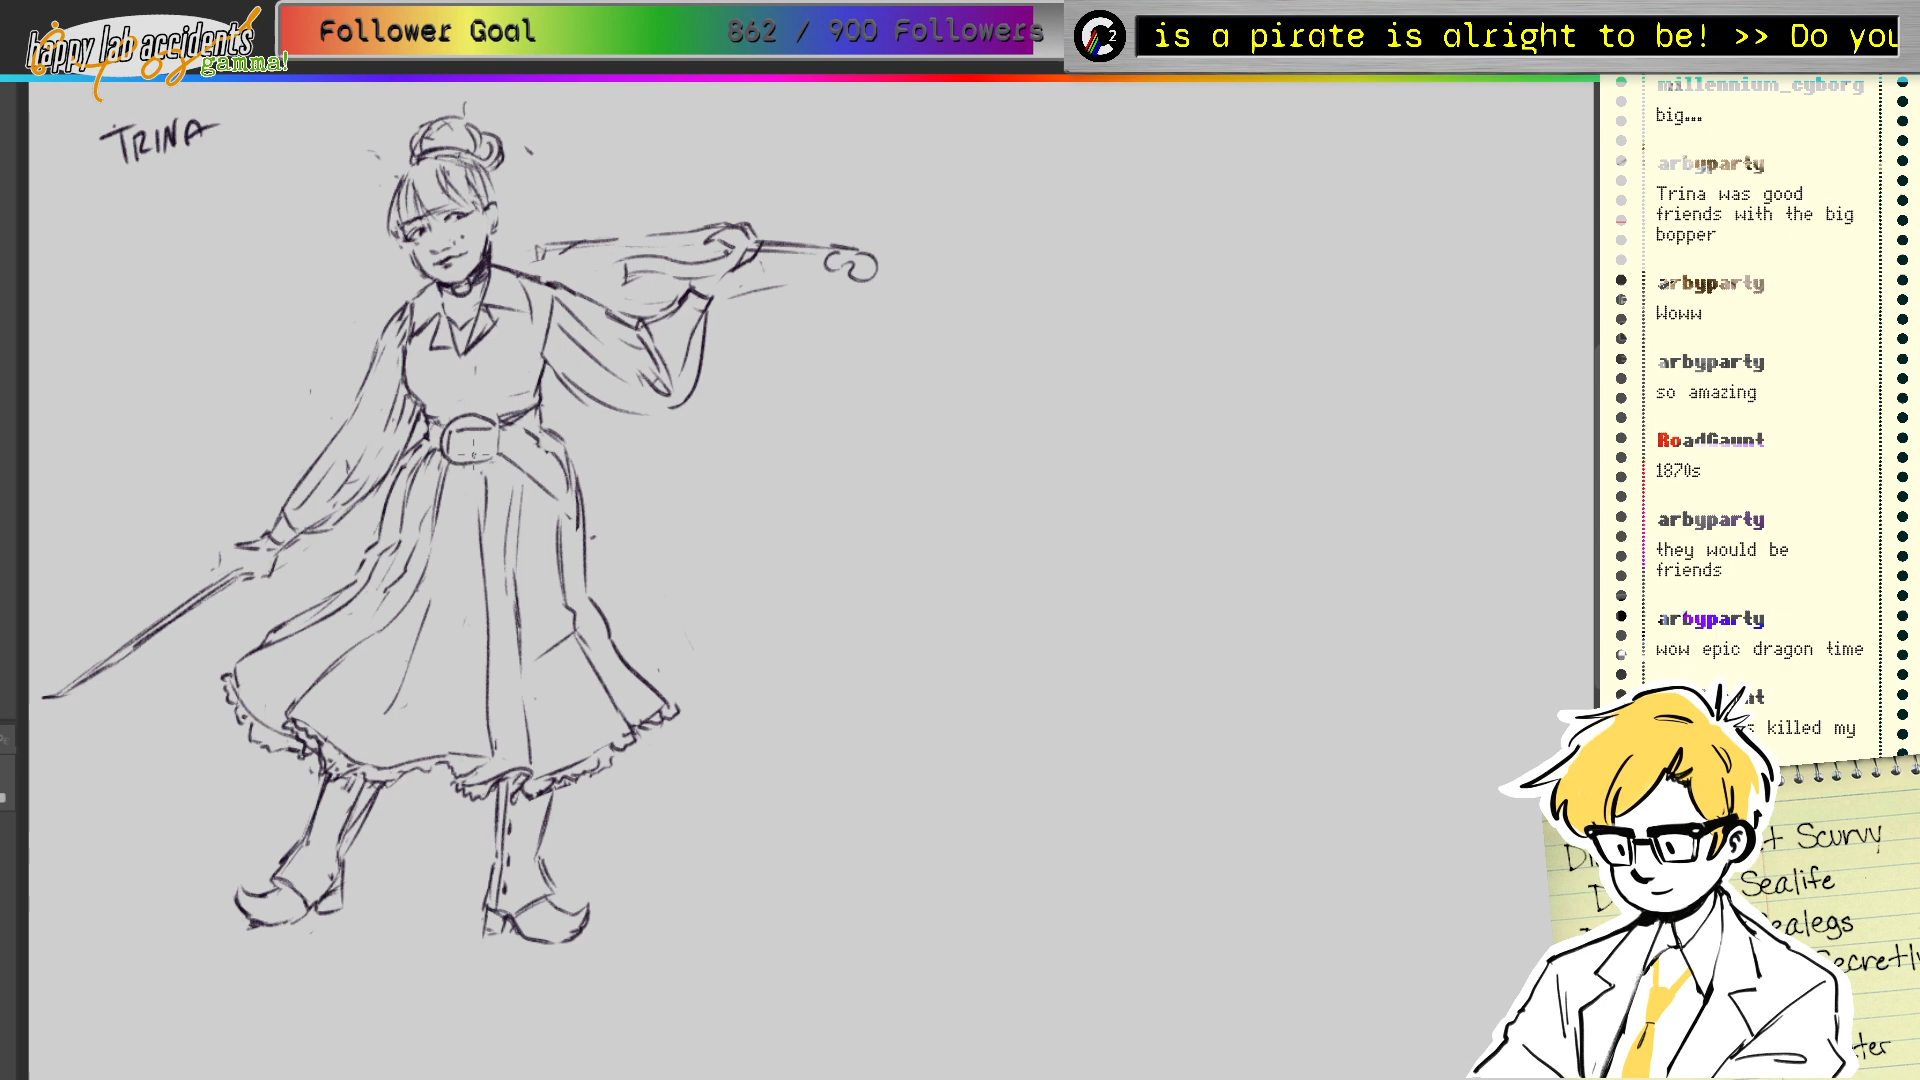 happy lab accidents
gamma!
Follower Goal
862 / 900 Followers
2
is a pirate is alright to be! >> Do you
TRINA
millennium_cyborg
big…
arbyparty
Trina was good
friends with the big
bopper
arbyparty
Woww
arbyparty
so amazing
RoadGaunt
1870s
arbyparty
they would be
friends
arbyparty
wow epic dragon time
killed my
Scurvy
Sealife